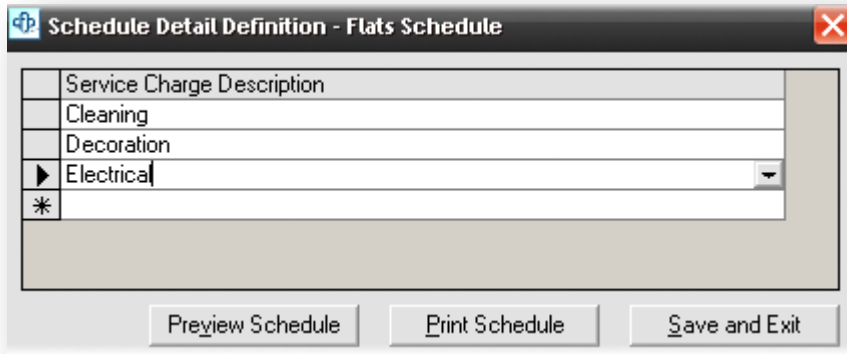 Schedule Detail Definition - Flats Schedule
Service Charge Description
Cleaning
Decoration
Electrical
Preview Schedule Print Schedule Save and Exit